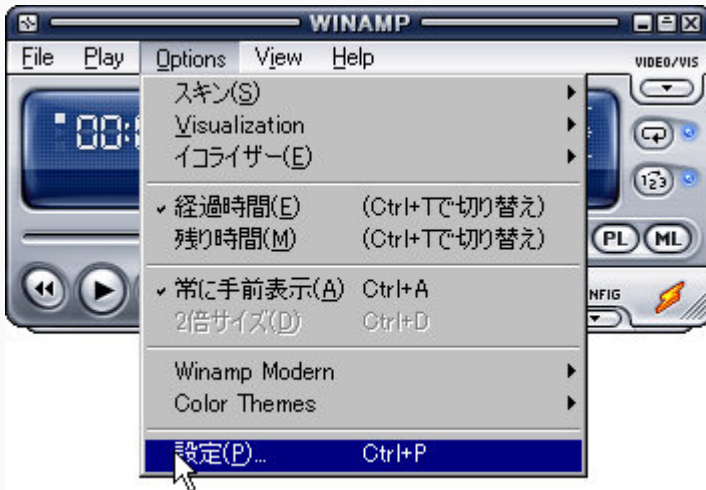 WINAMP
File Play Options View Help
VIDEO/VIS
スキン(S)
Visualization
イコライザー(E)
経過時間(E) (Ctrl+Tで切り替え)
残り時間(M) (Ctrl+Tで切り替え)
PL ML
常に手前表示(A) Ctrl+A
NFIG
2倍サイズ(D) Ctrl+D
Winamp Modern
Color Themes
設定(P)... Ctrl+P